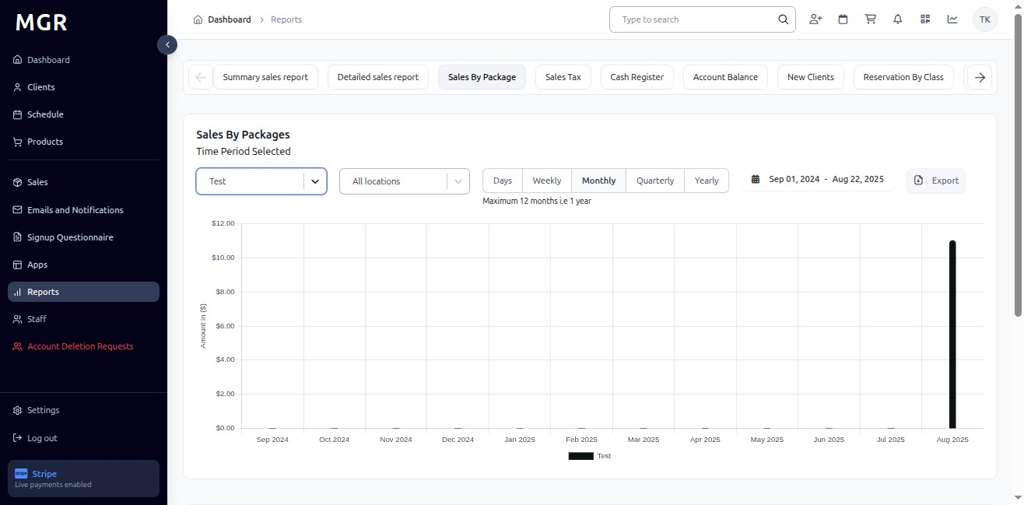 MGR
Dashboard
Clients
Schedule
Products
Sales
Emails and Notifications
Signup Questionnaire
Apps
Reports
Staff
Account Deletion Requests
Settings
Log out
Stripe
Live payments enabled
Dashboard > Reports
Type to search
TK
Summary sales report
Detailed sales report
Sales By Package
Sales Tax
Cash Register
Account Balance
New Clients
Reservation By Class
Sales By Packages
Time Period Selected
Test
All locations
Days
Weekly
Monthly
Quarterly
Yearly
Sep 01, 2024 - Aug 22, 2025
Export
Maximum 12 months i.e 1 year
Amount in ($)
$12.00
$10.00
$8.00
$6.00
$4.00
$2.00
$0.00
Sep 2024
Oct 2024
Nov 2024
Dec 2024
Jan 2025
Feb 2025
Mar 2025
Apr 2025
May 2025
Jun 2025
Jul 2025
Aug 2025
Test